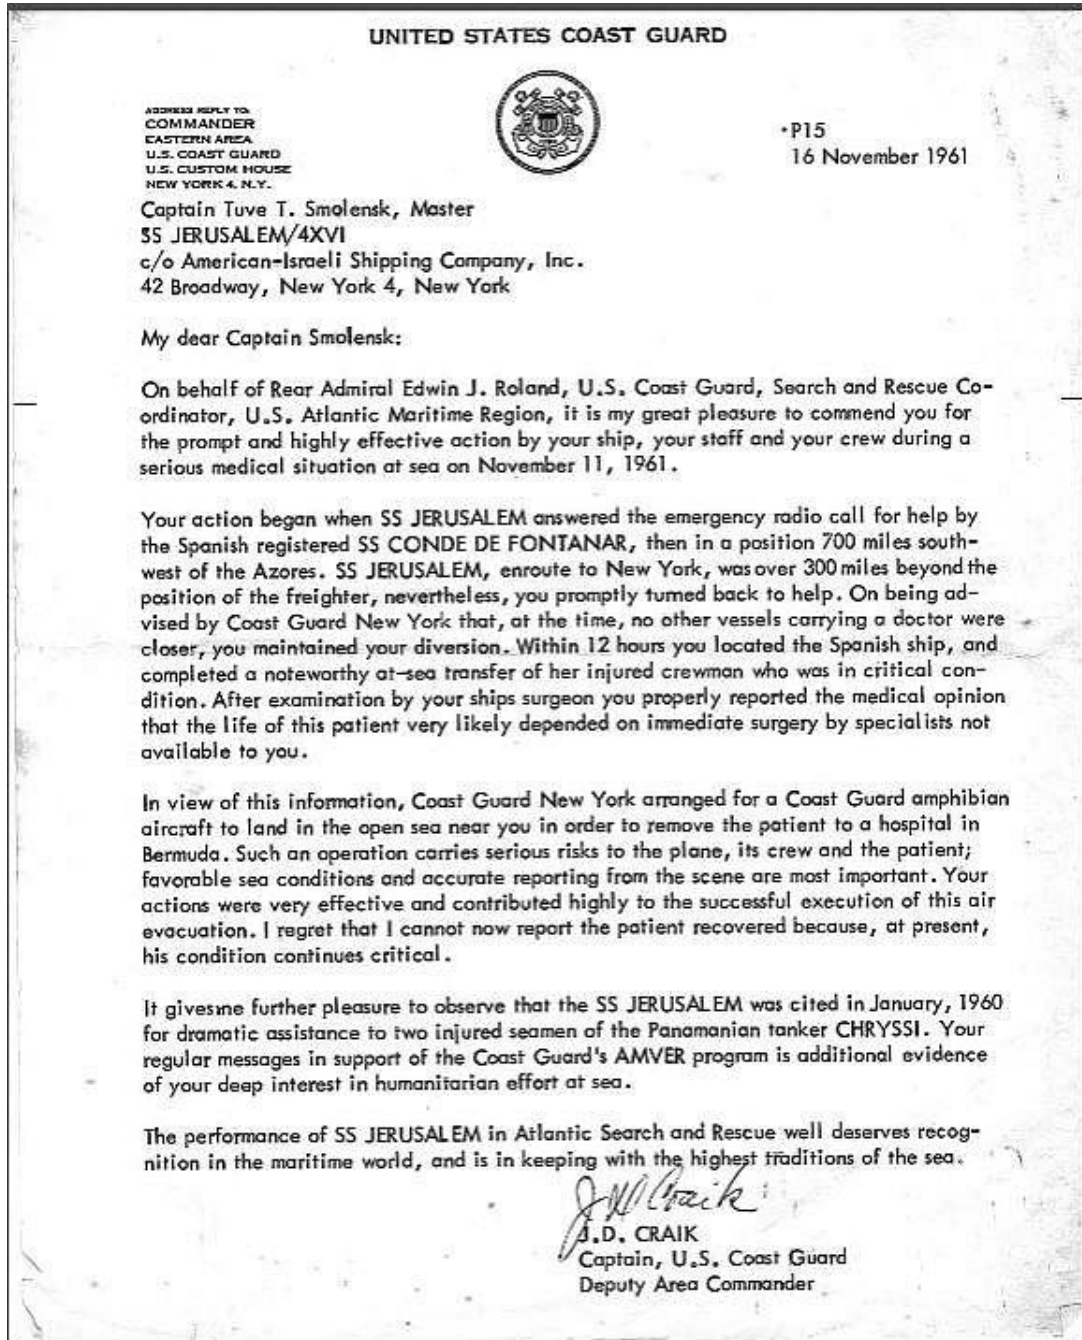 UNITED STATES COAST GUARD
ADDRESS REPLY TO:
COMMANDER
EASTERN AREA
U.S. COAST GUARD
U.S. CUSTOM HOUSE
NEW YORK 4, N.Y.
•P15
16 November 1961
Captain Tuve T. Smolensk, Master
SS JERUSALEM/4XVI
c/o American-Israeli Shipping Company, Inc.
42 Broadway, New York 4, New York
My dear Captain Smolensk:
On behalf of Rear Admiral Edwin J. Roland, U.S. Coast Guard, Search and Rescue Co-
ordinator, U.S. Atlantic Maritime Region, it is my great pleasure to commend you for
the prompt and highly effective action by your ship, your staff and your crew during a
serious medical situation at sea on November 11, 1961.
Your action began when SS JERUSALEM answered the emergency radio call for help by
the Spanish registered SS CONDE DE FONTANAR, then in a position 700 miles south-
west of the Azores. SS JERUSALEM, enroute to New York, was over 300 miles beyond the
position of the freighter, nevertheless, you promptly turned back to help. On being ad-
vised by Coast Guard New York that, at the time, no other vessels carrying a doctor were
closer, you maintained your diversion. Within 12 hours you located the Spanish ship, and
completed a noteworthy at-sea transfer of her injured crewman who was in critical con-
dition. After examination by your ships surgeon you properly reported the medical opinion
that the life of this patient very likely depended on immediate surgery by specialists not
available to you.
In view of this information, Coast Guard New York arranged for a Coast Guard amphibian
aircraft to land in the open sea near you in order to remove the patient to a hospital in
Bermuda. Such an operation carries serious risks to the plane, its crew and the patient;
favorable sea conditions and accurate reporting from the scene are most important. Your
actions were very effective and contributed highly to the successful execution of this air
evacuation. I regret that I cannot now report the patient recovered because, at present,
his condition continues critical.
It gives me further pleasure to observe that the SS JERUSALEM was cited in January, 1960
for dramatic assistance to two injured seamen of the Panamanian tanker CHRYSSI. Your
regular messages in support of the Coast Guard's AMVER program is additional evidence
of your deep interest in humanitarian effort at sea.
The performance of SS JERUSALEM in Atlantic Search and Rescue well deserves recog-
nition in the maritime world, and is in keeping with the highest traditions of the sea.
J D Craik
J.D. CRAIK
Captain, U.S. Coast Guard
Deputy Area Commander